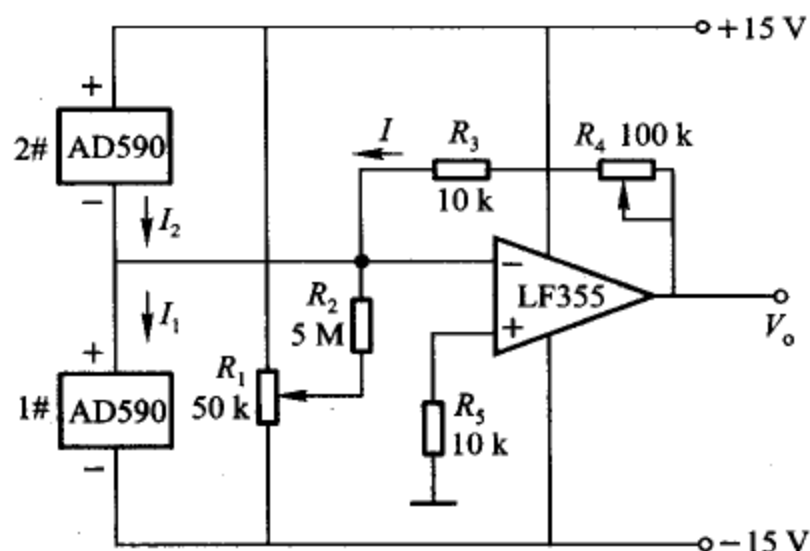 +15 V
+
2# AD590
−
I₂
I
R₃
10 k
R₄ 100 k
−
LF355
+
Vₒ
R₂
5 M
I₁
+
1# AD590
−
R₁
50 k
R₅
10 k
−15 V